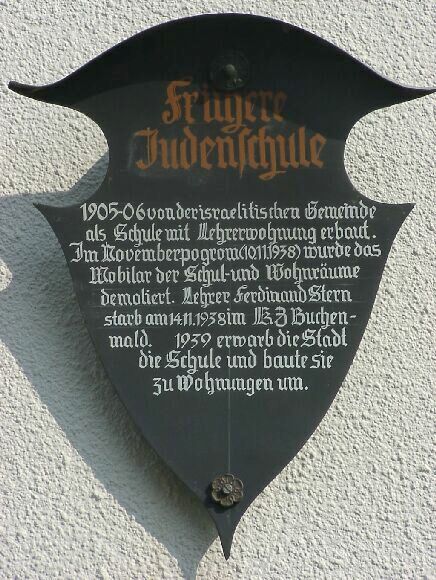 Frühere
Judenschule
1905-06 von der israelitischen Gemeinde
als Schule mit Lehrerwohnung erbaut.
Im Novemberpogrom (10.11.1938) wurde das
Mobilar der Schul- und Wohnräume
demoliert. Lehrer Ferdinand Stern
starb am 14.11.1938 im KZ Buchen-
wald. 1939 erwarb die Stadt
die Schule und baute sie
zu Wohnungen um.